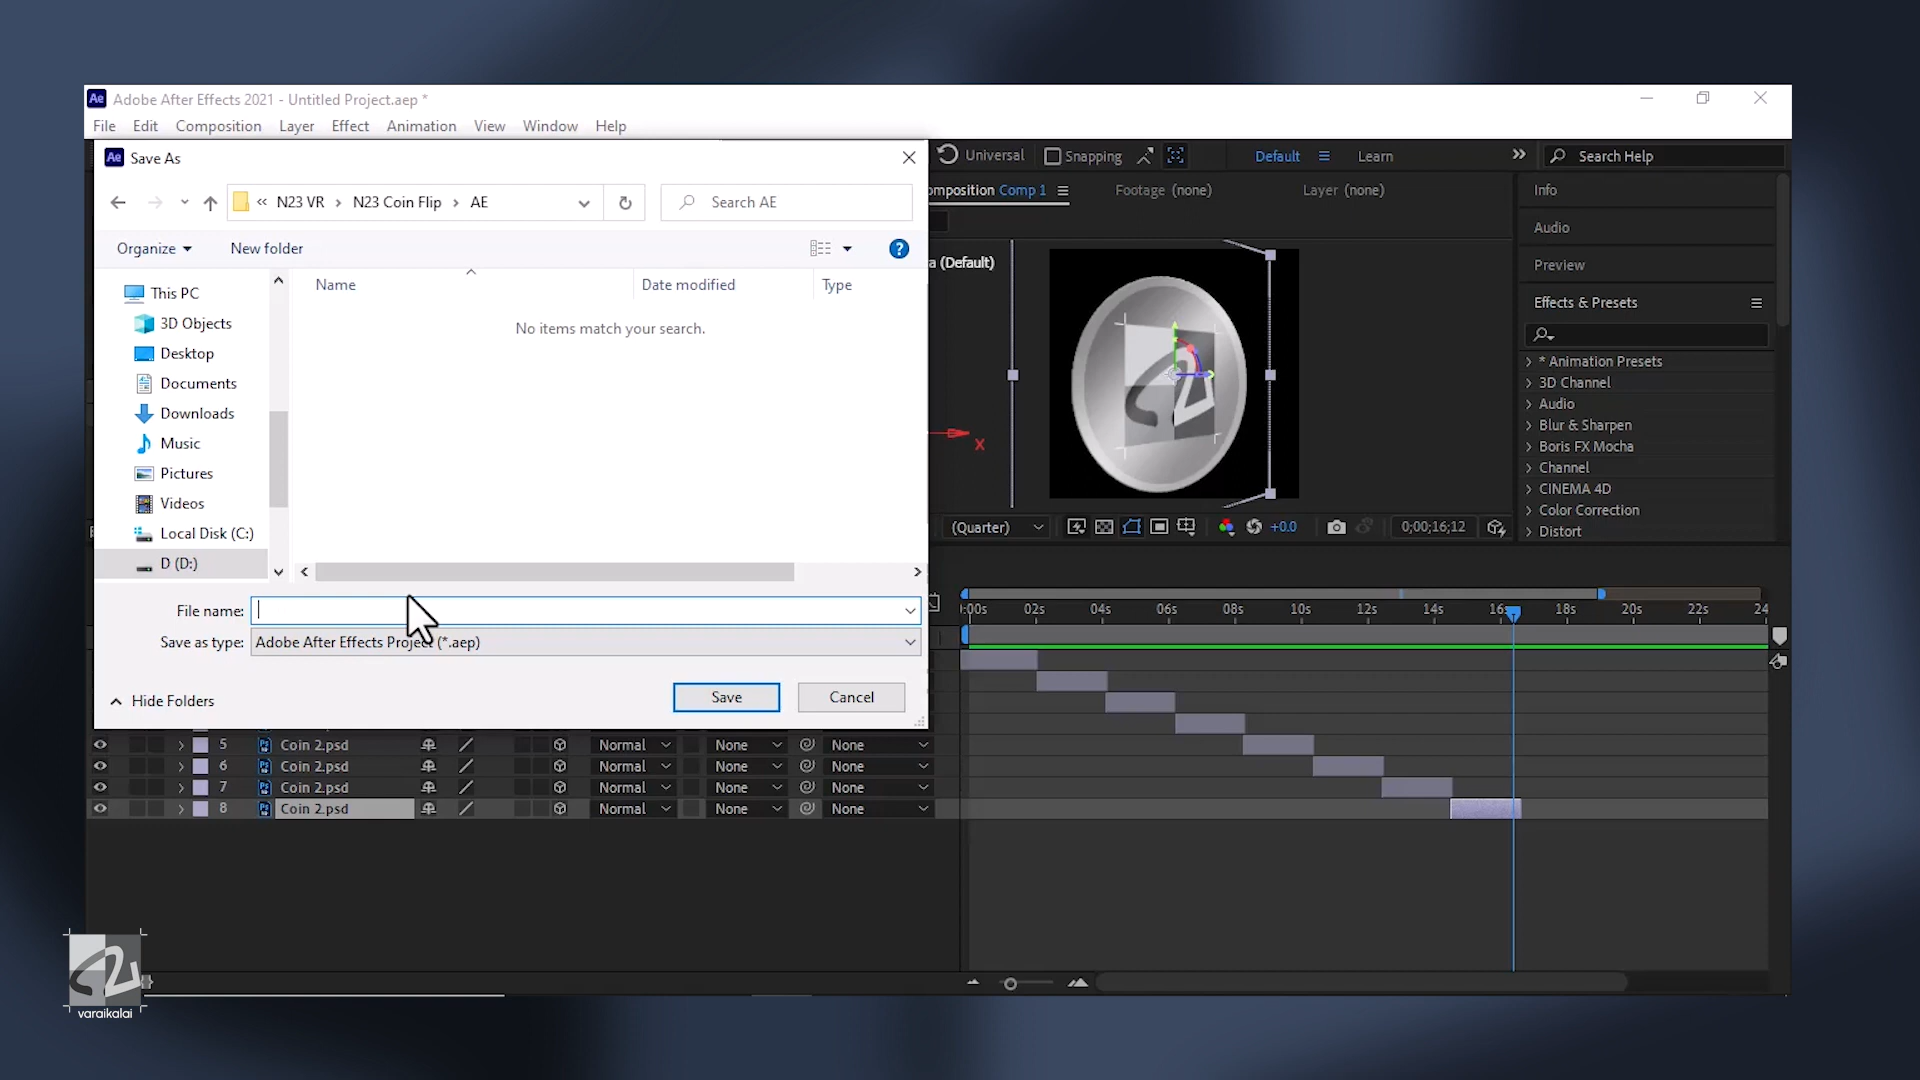 Ae Adobe After Effects 2021 - Untitled Project.aep *
File Edit Composition Layer Effect Animation View Window Help
Ae Save As
« N23 VR › N23 Coin Flip › AE
Search AE
Organize New folder
?
This PC
3D Objects
Desktop
Documents
Downloads
Music
Pictures
Videos
Local Disk (C:)
D (D:)
Name Date modified Type
No items match your search.
File name:
Save as type: Adobe After Effects Project (*.aep)
Hide Folders
Save Cancel
Universal Snapping Default Learn Search Help
omposition Comp 1 Footage (none) Layer (none)
a (Default)
x
(Quarter) +0.0 0;00;16;12
Info
Audio
Preview
Effects & Presets
* Animation Presets
3D Channel
Audio
Blur & Sharpen
Boris FX Mocha
Channel
CINEMA 4D
Color Correction
Distort
:00s 02s 04s 06s 08s 10s 12s 14s 16s 18s 20s 22s 24
5 Ps Coin 2.psd Normal None None
6 Ps Coin 2.psd Normal None None
7 Ps Coin 2.psd Normal None None
8 Ps Coin 2.psd Normal None None
varaikalai